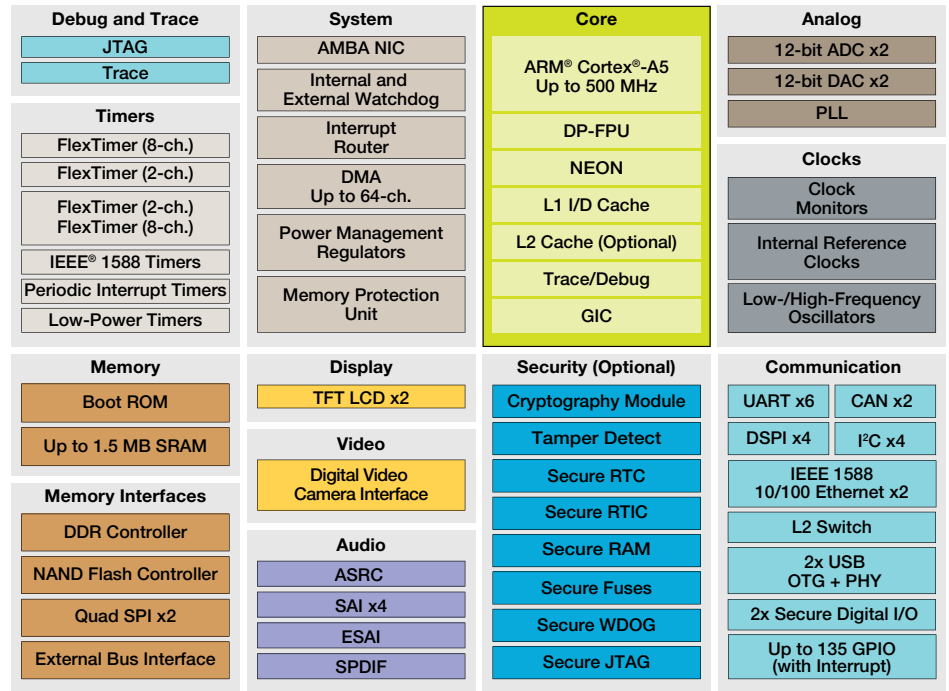 Debug and Trace
JTAG
Trace
Timers
FlexTimer (8-ch.)
FlexTimer (2-ch.)
FlexTimer (2-ch.)
FlexTimer (8-ch.)
IEEE® 1588 Timers
Periodic Interrupt Timers
Low-Power Timers
System
AMBA NIC
Internal and
External Watchdog
Interrupt
Router
DMA
Up to 64-ch.
Power Management
Regulators
Memory Protection
Unit
Core
ARM® Cortex®-A5
Up to 500 MHz
DP-FPU
NEON
L1 I/D Cache
L2 Cache (Optional)
Trace/Debug
GIC
Analog
12-bit ADC x2
12-bit DAC x2
PLL
Clocks
Clock
Monitors
Internal Reference
Clocks
Low-/High-Frequency
Oscillators
Memory
Boot ROM
Up to 1.5 MB SRAM
Memory Interfaces
DDR Controller
NAND Flash Controller
Quad SPI x2
External Bus Interface
Display
TFT LCD x2
Video
Digital Video
Camera Interface
Audio
ASRC
SAI x4
ESAI
SPDIF
Security (Optional)
Cryptography Module
Tamper Detect
Secure RTC
Secure RTIC
Secure RAM
Secure Fuses
Secure WDOG
Secure JTAG
Communication
UART x6
CAN x2
DSPI x4
I²C x4
IEEE 1588
10/100 Ethernet x2
L2 Switch
2x USB
OTG + PHY
2x Secure Digital I/O
Up to 135 GPIO
(with Interrupt)